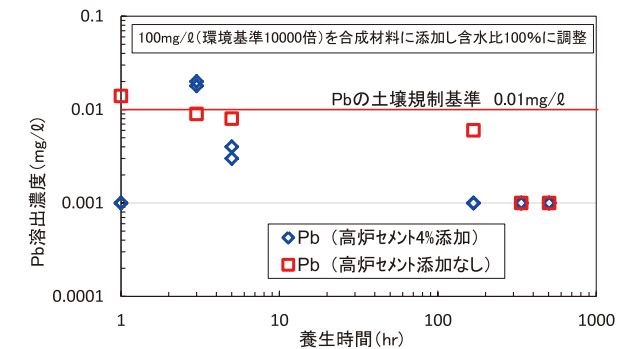 100mg/ℓ(環境基準10000倍)を合成材料に添加し含水比100%に調整
Pbの土壌規制基準 0.01mg/ℓ
Pb溶出濃度(mg/ℓ)
0.1
0.01
0.001
0.0001
Pb (高炉セメント4%添加)
Pb (高炉セメント添加なし)
1
10
100
1000
養生時間(hr)